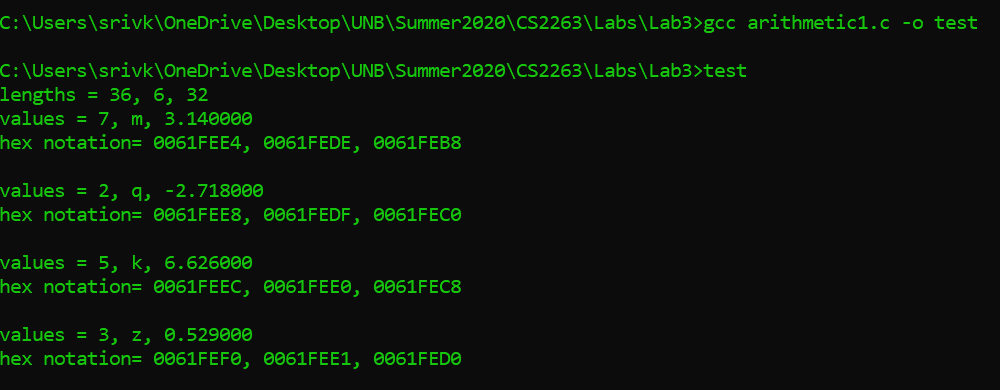 C:\Users\srivk\OneDrive\Desktop\UNB\Summer2020\CS2263\Labs\Lab3>gcc arithmetic1.c -o test
C:\Users\srivk\OneDrive\Desktop\UNB\Summer2020\CS2263\Labs\Lab3>test
lengths = 36, 6, 32
values = 7, m, 3.140000
hex notation= 0061FEE4, 0061FEDE, 0061FEB8
values = 2, q, -2.718000
hex notation= 0061FEE8, 0061FEDF, 0061FEC0
values = 5, k, 6.626000
hex notation= 0061FEEC, 0061FEE0, 0061FEC8
values = 3, z, 0.529000
hex notation= 0061FEF0, 0061FEE1, 0061FED0